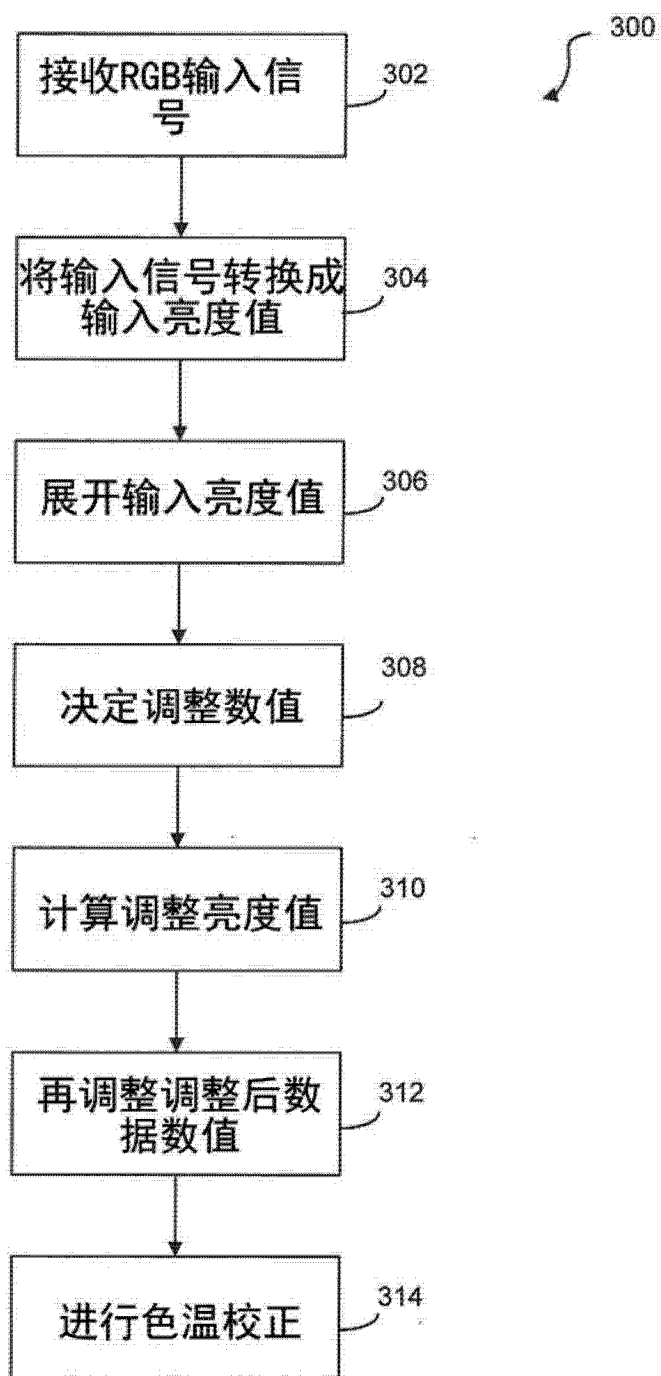 300
接收RGB输入信
号
302
将输入信号转换成
输入亮度值
304
展开输入亮度值
306
决定调整数值
308
计算调整亮度值
310
再调整调整后数
据数值
312
进行色温校正
314